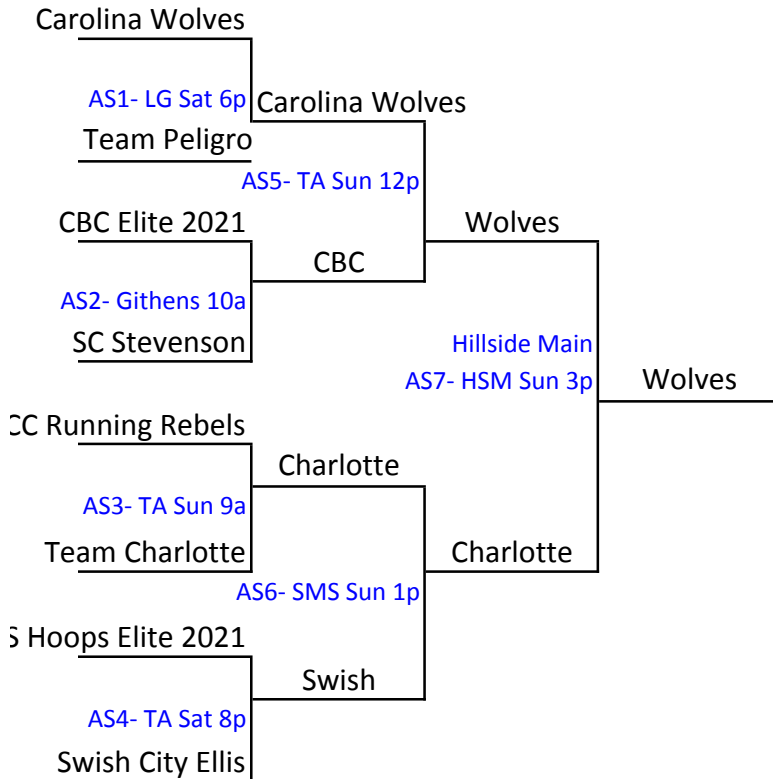 Carolina Wolves
AS1- LG Sat 6p
Carolina Wolves
Team Peligro
AS5- TA Sun 12p
CBC Elite 2021
Wolves
CBC
AS2- Githens 10a
SC Stevenson
Hillside Main
AS7- HSM Sun 3p
Wolves
CC Running Rebels
Charlotte
AS3- TA Sun 9a
Team Charlotte
Charlotte
AS6- SMS Sun 1p
S Hoops Elite 2021
Swish
AS4- TA Sat 8p
Swish City Ellis